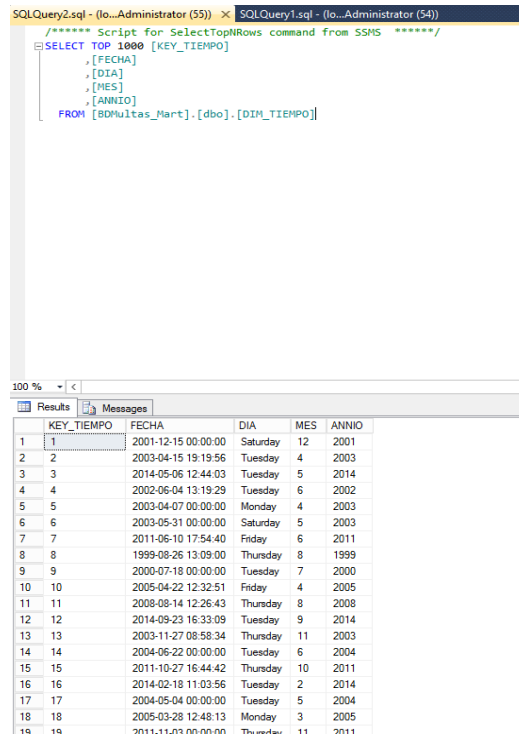 SQLQuery2.sql - (lo...Administrator (55)) × SQLQuery1.sql - (lo...Administrator (54))
/****** Script for SelectTopNRows command from SSMS ******/
SELECT TOP 1000 [KEY_TIEMPO]
,[FECHA]
,[DIA]
,[MES]
,[ANNIO]
FROM [BDMultas_Mart].[dbo].[DIM_TIEMPO]
100 %
Results Messages
KEY_TIEMPO FECHA DIA MES ANNIO
1 1 2001-12-15 00:00:00 Saturday 12 2001
2 2 2003-04-15 19:19:56 Tuesday 4 2003
3 3 2014-05-06 12:44:03 Tuesday 5 2014
4 4 2002-06-04 13:19:29 Tuesday 6 2002
5 5 2003-04-07 00:00:00 Monday 4 2003
6 6 2003-05-31 00:00:00 Saturday 5 2003
7 7 2011-06-10 17:54:40 Friday 6 2011
8 8 1999-08-26 13:09:00 Thursday 8 1999
9 9 2000-07-18 00:00:00 Tuesday 7 2000
10 10 2005-04-22 12:32:51 Friday 4 2005
11 11 2008-08-14 12:26:43 Thursday 8 2008
12 12 2014-09-23 16:33:09 Tuesday 9 2014
13 13 2003-11-27 08:58:34 Thursday 11 2003
14 14 2004-06-22 00:00:00 Tuesday 6 2004
15 15 2011-10-27 16:44:42 Thursday 10 2011
16 16 2014-02-18 11:03:56 Tuesday 2 2014
17 17 2004-05-04 00:00:00 Tuesday 5 2004
18 18 2005-03-28 12:48:13 Monday 3 2005
19 19 2011-11-03 00:00:00 Thursday 11 2011